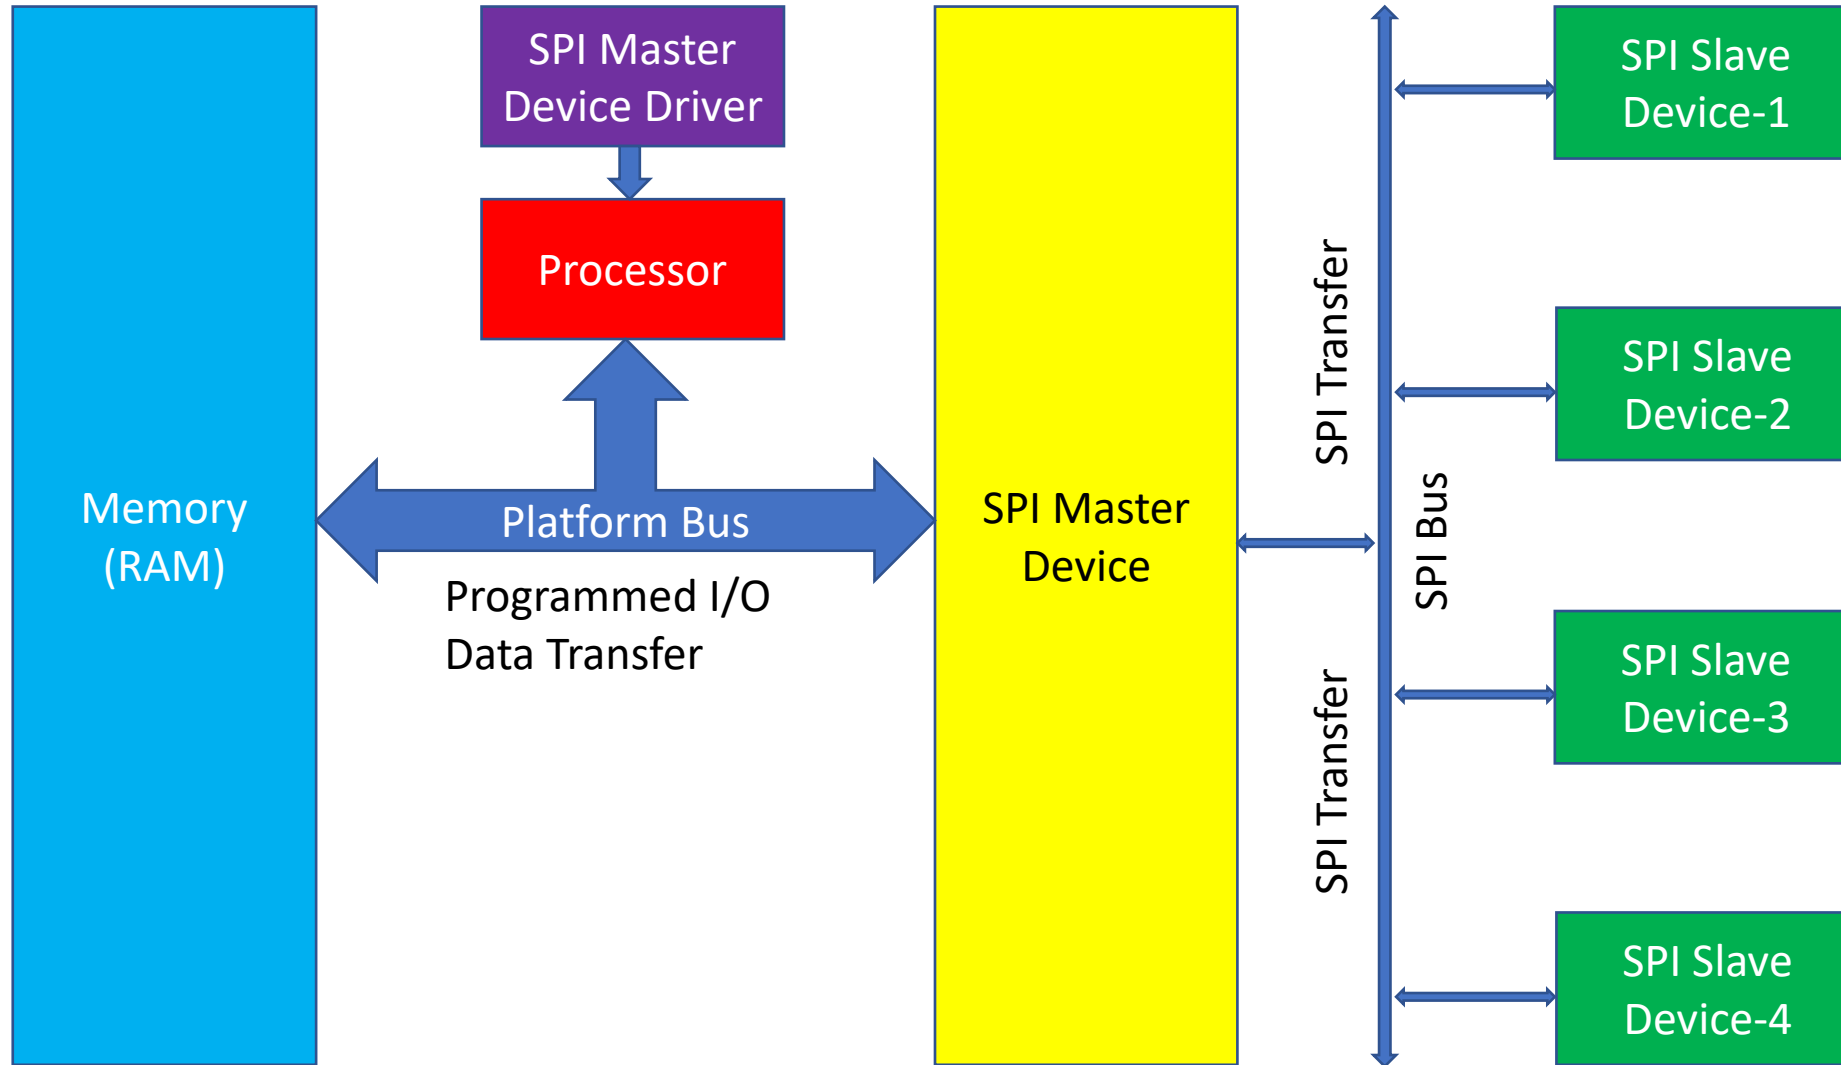 SPI Master
Device Driver
Processor
Memory
(RAM)
Platform Bus
Programmed I/O
Data Transfer
SPI Master
Device
SPI Transfer
SPI Transfer
SPI Bus
SPI Slave
Device-1
SPI Slave
Device-2
SPI Slave
Device-3
SPI Slave
Device-4